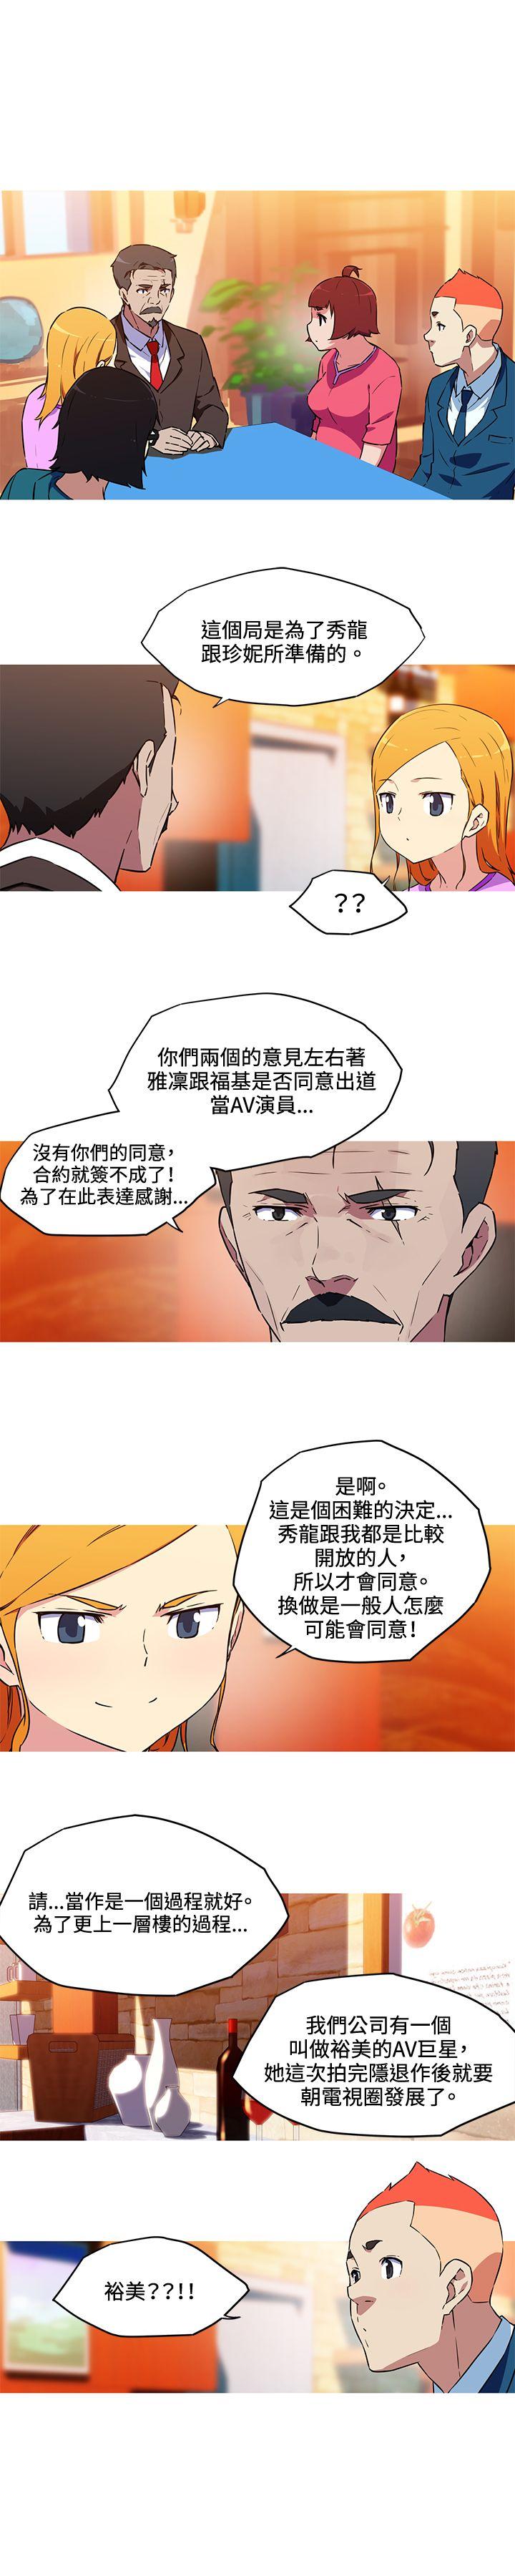 這個局是為了秀龍
跟珍妮所準備的。
??
你們兩個的意見左右著
雅凜跟福基是否同意出道
當AV演員...
沒有你們的同意,
合約就簽不成了!
為了在此表達感謝...
是啊。
這是個困難的決定...
秀龍跟我都是比較
開放的人,
所以才會同意。
換做是一般人怎麼
可能會同意!
請...當作是一個過程就好。
為了更上一層樓的過程...
我們公司有一個
叫做裕美的AV巨星,
她這次拍完隱退作後就要
朝電視圈發展了。
裕美??!!